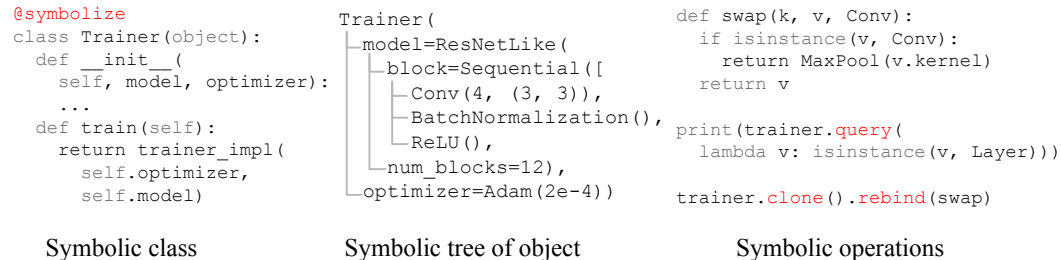 @symbolize
class Trainer(object):
  def __init__(
    self, model, optimizer):
    ...
  def train(self):
    return trainer_impl(
      self.optimizer,
      self.model)
Symbolic class
Trainer(
model=ResNetLike(
block=Sequential([
Conv(4, (3, 3)),
BatchNormalization(),
ReLU(),
num_blocks=12),
optimizer=Adam(2e-4))
Symbolic tree of object
def swap(k, v, Conv):
  if isinstance(v, Conv):
    return MaxPool(v.kernel)
  return v
print(trainer.query(
  lambda v: isinstance(v, Layer)))
trainer.clone().rebind(swap)
Symbolic operations